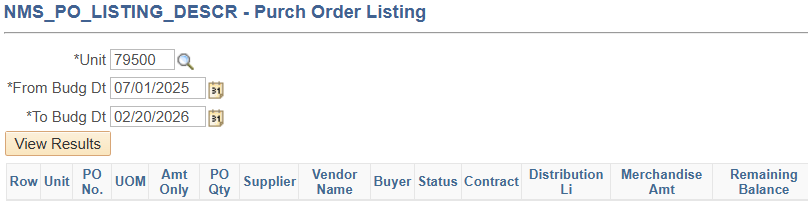 NMS_PO_LISTING_DESCR - Purch Order Listing
*Unit 79500
*From Budg Dt 07/01/2025
*To Budg Dt 02/20/2026
View Results
Row Unit PO No. UOM Amt Only PO Qty Supplier Vendor Name Buyer Status Contract Distribution Li Merchandise Amt Remaining Balance